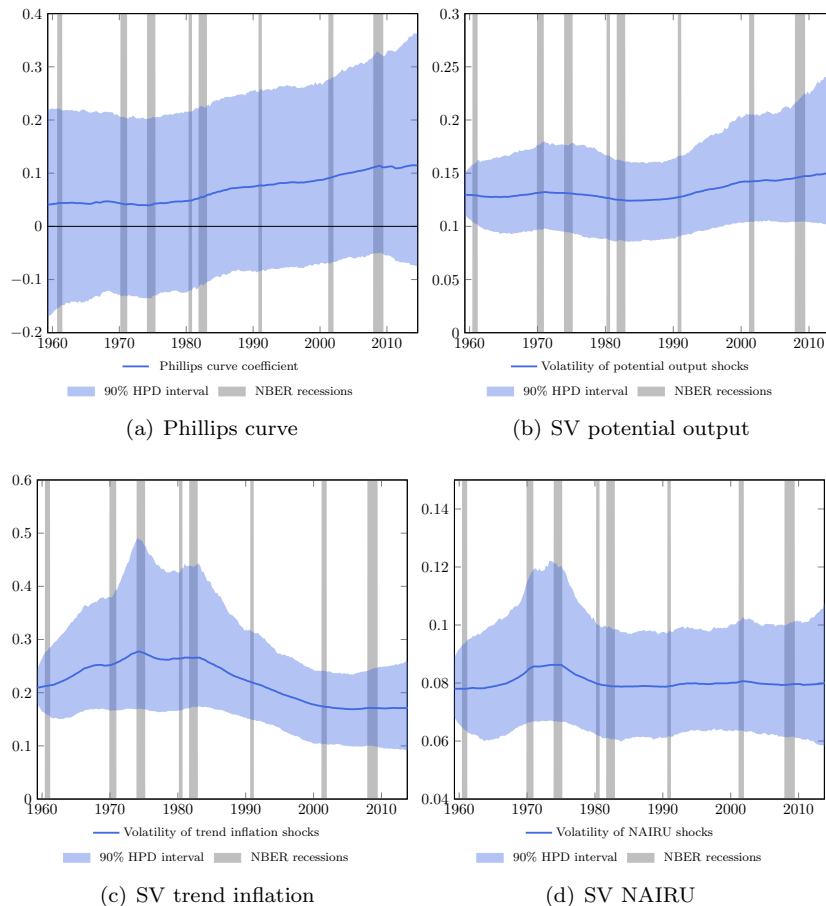 0.4
0.3
0.2
0.1
0
−0.1
−0.2
1960 1970 1980 1990 2000 2010
Phillips curve coefficient
90% HPD interval NBER recessions
(a) Phillips curve
0.3
0.25
0.2
0.15
0.1
0.05
0
1960 1970 1980 1990 2000 2010
Volatility of potential output shocks
90% HPD interval NBER recessions
(b) SV potential output
0.6
0.5
0.4
0.3
0.2
0.1
0
1960 1970 1980 1990 2000 2010
Volatility of trend inflation shocks
90% HPD interval NBER recessions
(c) SV trend inflation
0.14
0.12
0.1
0.08
0.06
0.04
1960 1970 1980 1990 2000 2010
Volatility of NAIRU shocks
90% HPD interval NBER recessions
(d) SV NAIRU